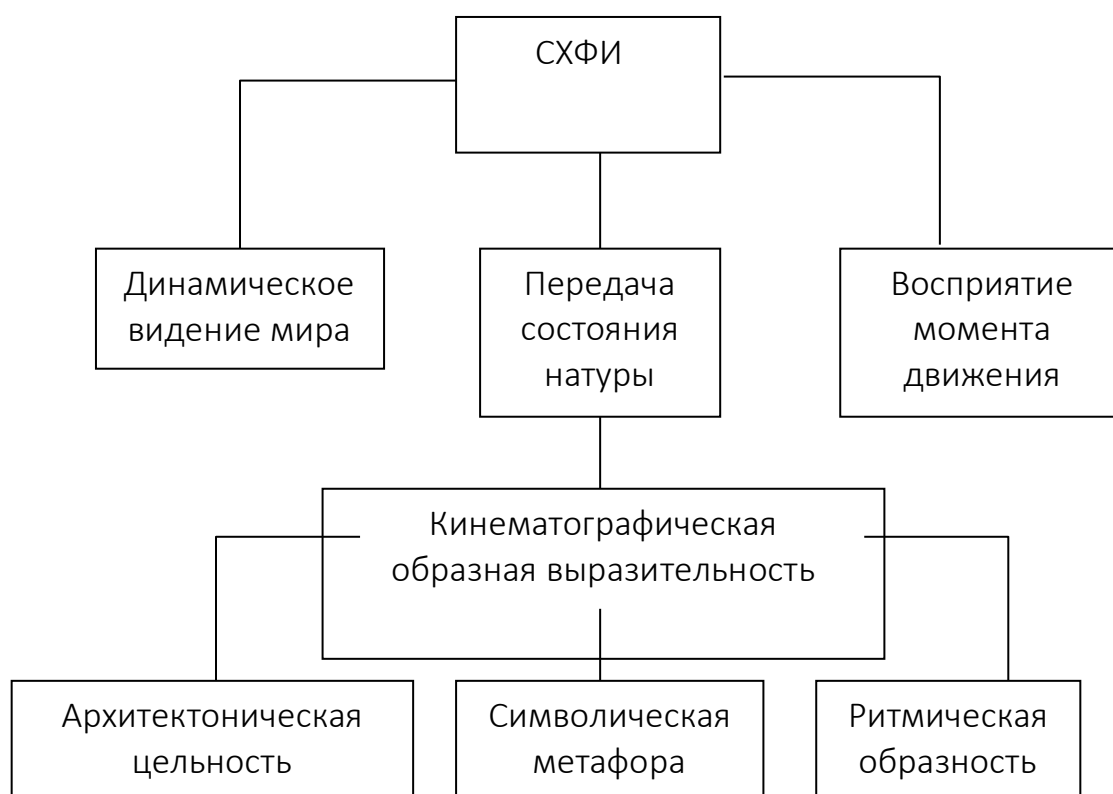 СХФИ
Динамическое
видение мира
Передача
состояния
натуры
Восприятие
момента
движения
Кинематографическая
образная выразительность
Архитектоническая
цельность
Символическая
метафора
Ритмическая
образность